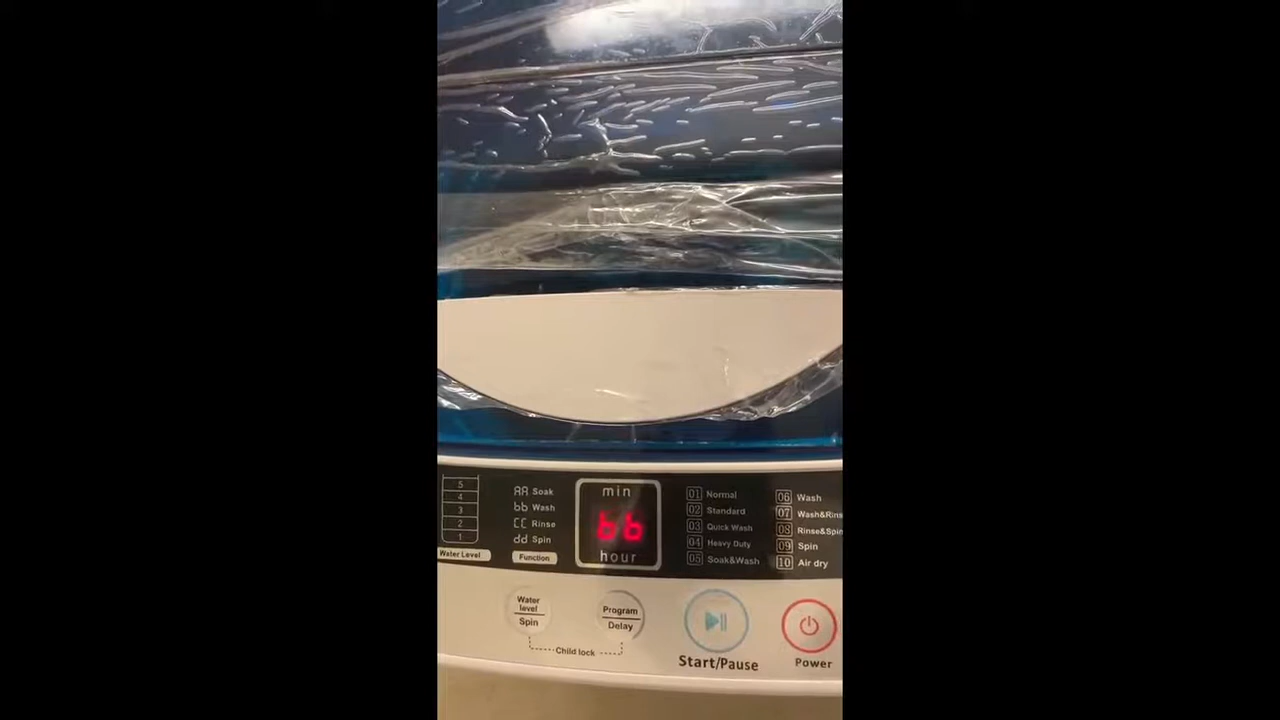 5
4
3
2
1
Water Level
AA Soak
bb Wash
CC Rinse
dd Spin
Function
min
bb
hour
01 Normal
02 Standard
03 Quick Wash
04 Heavy Duty
05 Soak&Wash
06 Wash
07 Wash&Rins
08 Rinse&Spin
09 Spin
10 Air dry
Water
level
Spin
Program
Delay
Child lock
Start/Pause
Power